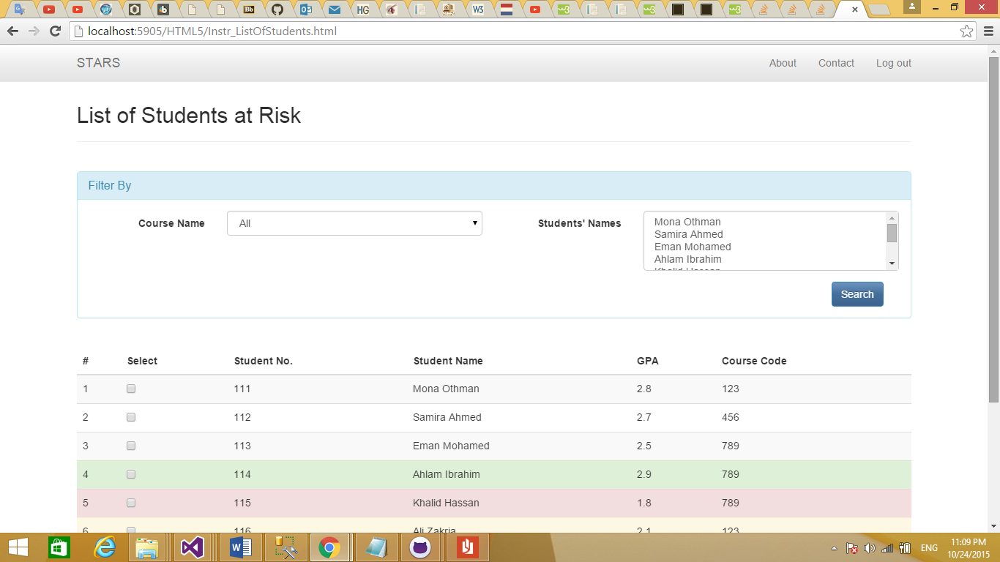 localhost:5905/HTML5/Instr_ListOfStudents.html
STARS About Contact Log out
List of Students at Risk
Filter By
Course Name All Students' Names Mona Othman
Samira Ahmed
Eman Mohamed
Ahlam Ibrahim
Khalid Hassan
Search
# Select Student No. Student Name GPA Course Code
1 111 Mona Othman 2.8 123
2 112 Samira Ahmed 2.7 456
3 113 Eman Mohamed 2.5 789
4 114 Ahlam Ibrahim 2.9 789
5 115 Khalid Hassan 1.8 789
6 116 Ali Zakria 2.1 123
ENG 11:09 PM
10/24/2015